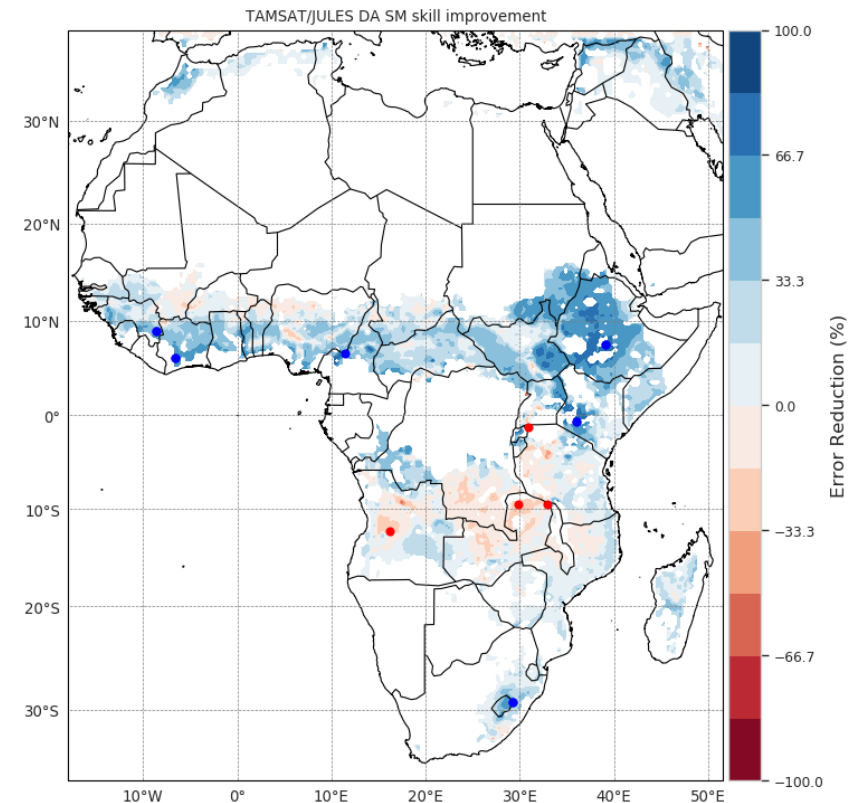 TAMSAT/JULES DA SM skill improvement
100.0
66.7
33.3
0.0
−33.3
−66.7
−100.0
Error Reduction (%)
30°N
20°N
10°N
0°
10°S
20°S
30°S
10°W
0°
10°E
20°E
30°E
40°E
50°E